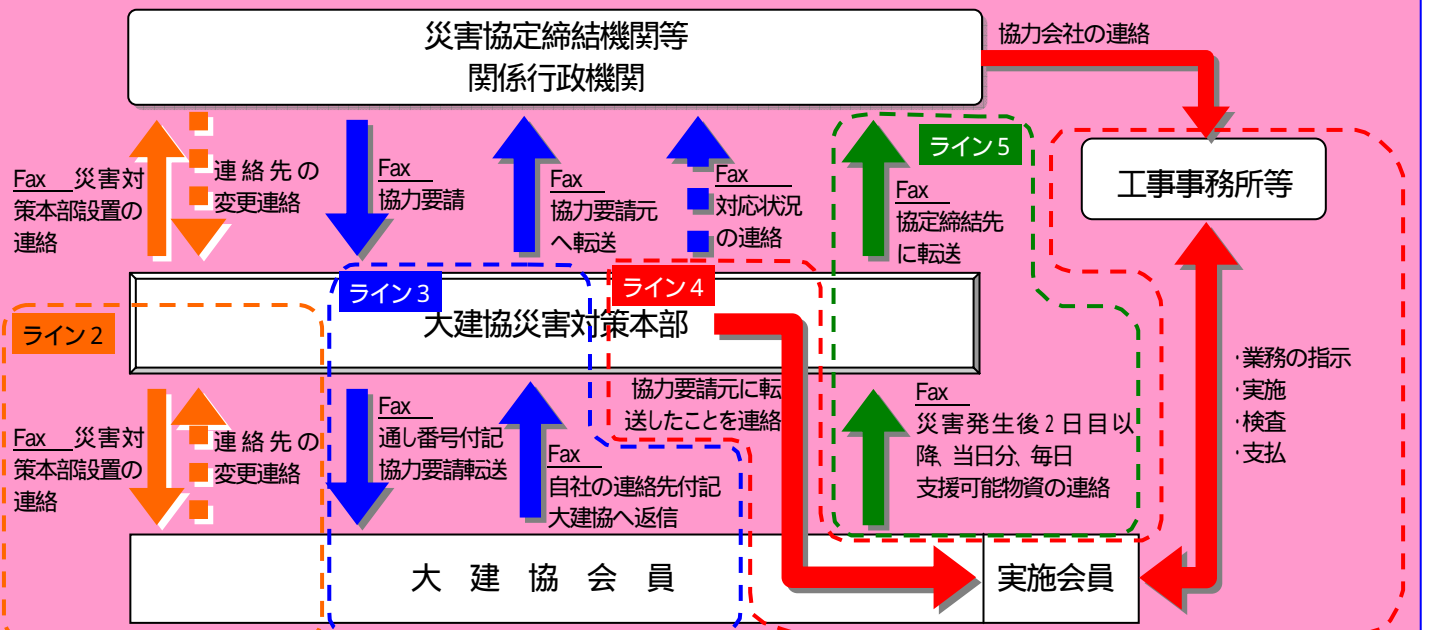 災害協定締結機関等
関係行政機関
協力会社の連絡
Fax 災害対
策本部設置の
連絡
連絡先の
変更連絡
Fax
協力要請
Fax
協力要請元
へ転送
Fax
対応状況
の連絡
ライン5
Fax
協定締結先
に転送
工事事務所等
ライン2
ライン3
ライン4
大建協災害対策本部
Fax 災害対
策本部設置の
連絡
連絡先の
変更連絡
Fax
通し番号付記
協力要請転送
Fax
自社の連絡先付記
大建協へ返信
協力要請元に転
送したことを連絡
Fax
災害発生後2日目以
降、当日分、毎日
支援可能物資の連絡
・業務の指示
・実施
・検査
・支払
大建協会員
実施会員